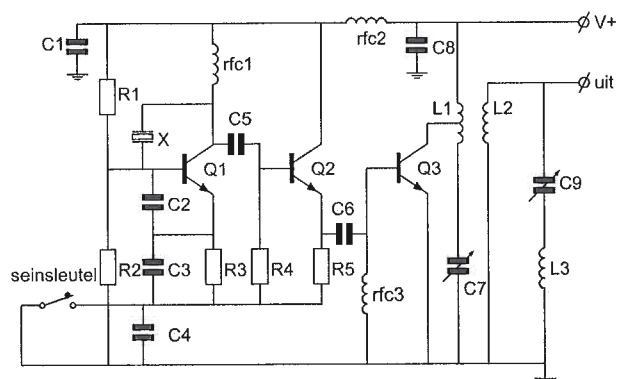 C1
rfc1
rfc2
C8
V+
R1
uit
X
C5
L1
L2
Q1
Q2
Q3
C9
C2
C6
R2
C3
R3
R4
R5
C7
L3
rfc3
seinsleutel
C4